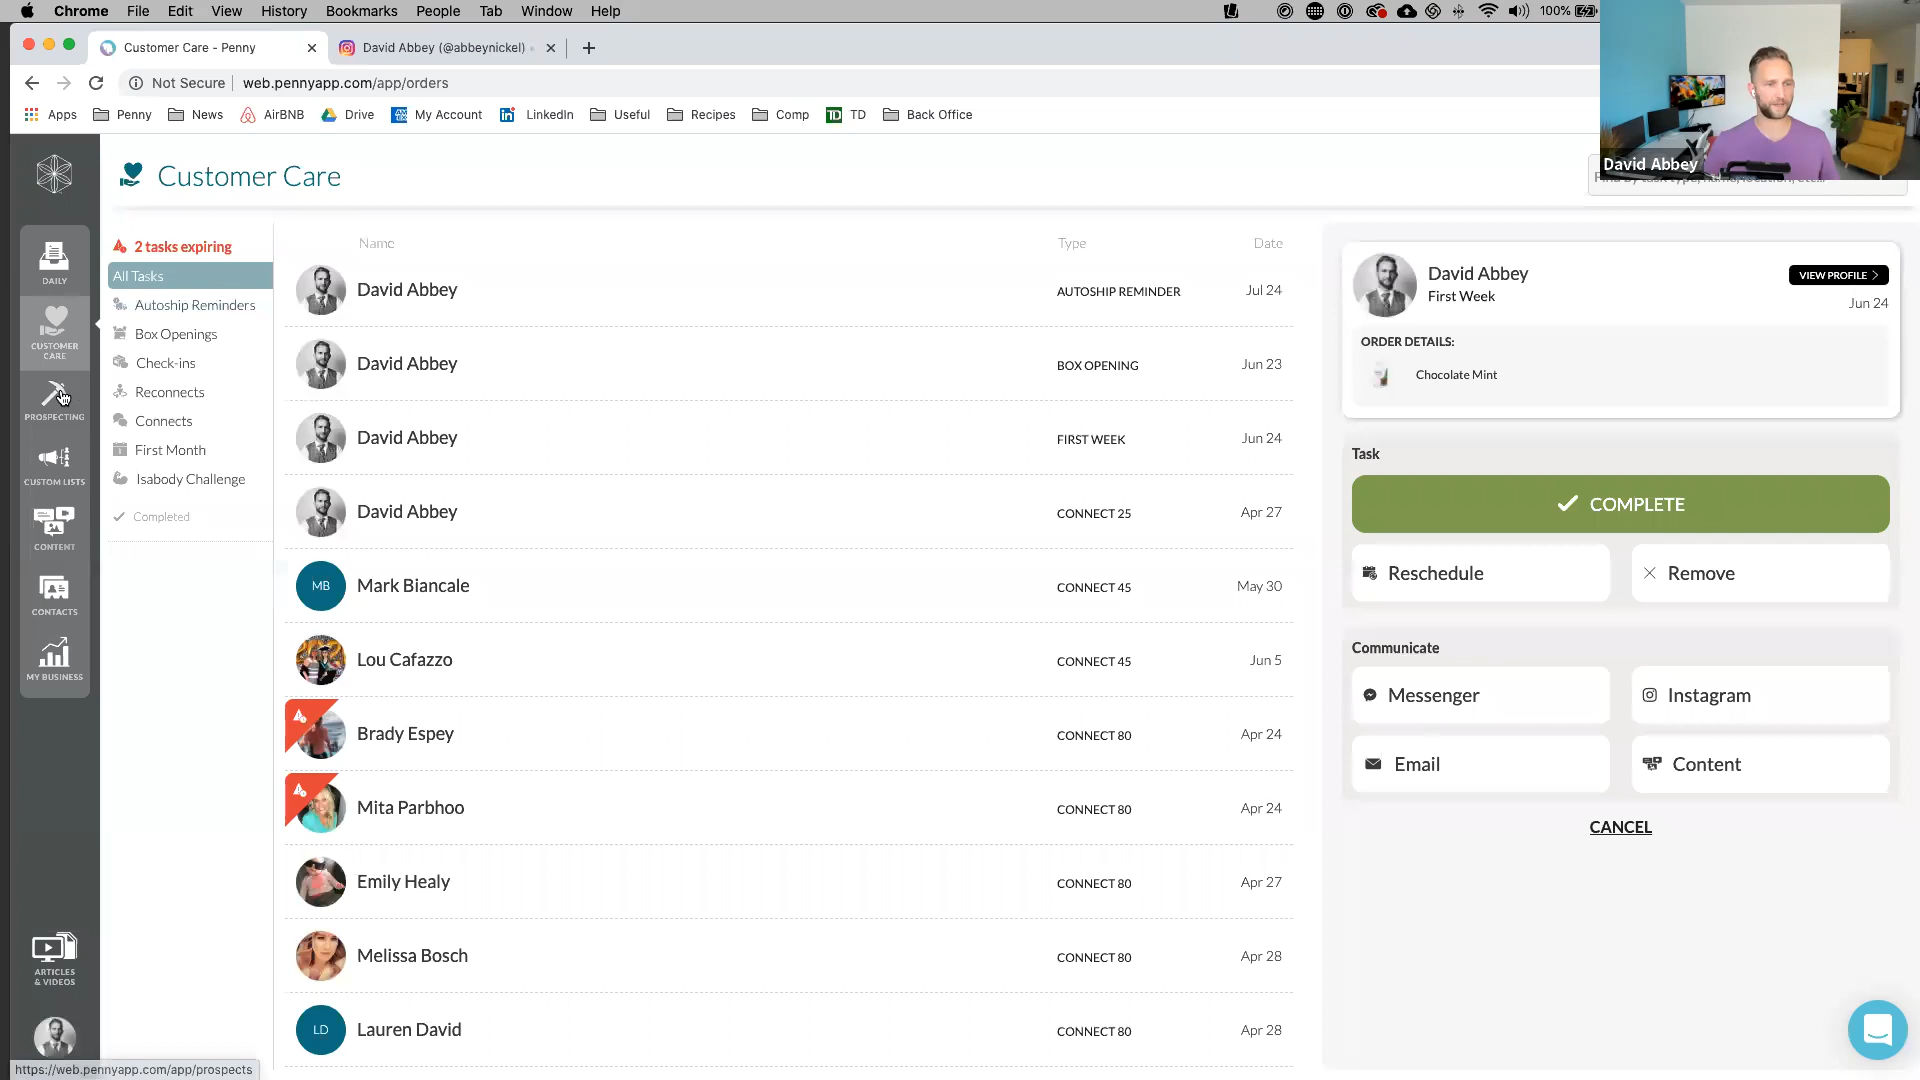 Chrome File Edit View History Bookmarks People Tab Window Help 100%
Customer Care - Penny David Abbey (@abbeynickel)
Not Secure web.pennyapp.com/app/orders
Apps Penny News AirBNB Drive My Account LinkedIn Useful Recipes Comp TD Back Office
David Abbey
Customer Care
Find by task type, name, location, etc...
DAILY
CUSTOMER CARE
PROSPECTING
CUSTOM LISTS
CONTENT
CONTACTS
MY BUSINESS
ARTICLES & VIDEOS
2 tasks expiring
All Tasks
Autoship Reminders
Box Openings
Check-ins
Reconnects
Connects
First Month
Isabody Challenge
Completed
Name Type Date
David Abbey AUTOSHIP REMINDER Jul 24
David Abbey BOX OPENING Jun 23
David Abbey FIRST WEEK Jun 24
David Abbey CONNECT 25 Apr 27
MB Mark Biancale CONNECT 45 May 30
Lou Cafazzo CONNECT 45 Jun 5
Brady Espey CONNECT 80 Apr 24
Mita Parbhoo CONNECT 80 Apr 24
Emily Healy CONNECT 80 Apr 27
Melissa Bosch CONNECT 80 Apr 28
LD Lauren David CONNECT 80 Apr 28
David Abbey VIEW PROFILE
First Week Jun 24
ORDER DETAILS:
Chocolate Mint
Task
COMPLETE
Reschedule Remove
Communicate
Messenger Instagram
Email Content
CANCEL
https://web.pennyapp.com/app/prospects